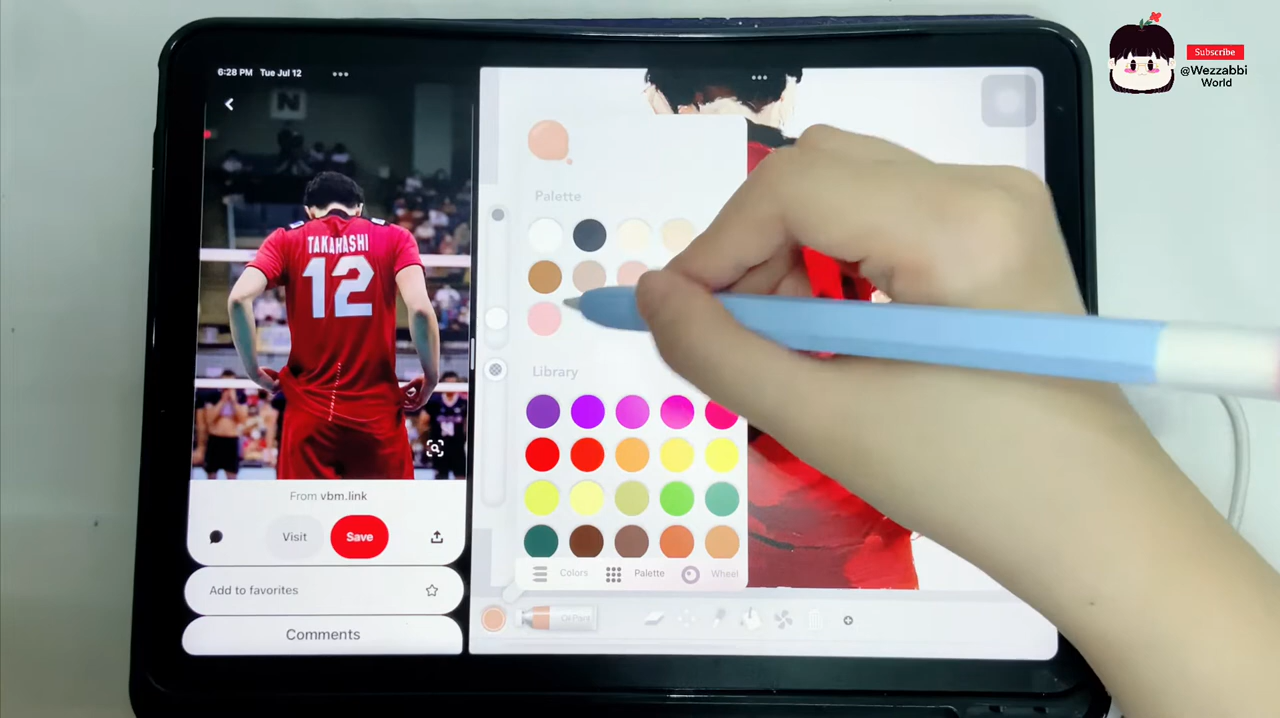 6:28 PM Tue Jul 12
N
TAKAHASHI
12
From vbm.link
Visit
Save
Add to favorites
Comments
Palette
Library
Colors
Palette
Wheel
Subscribe
@Wezzabbi
World